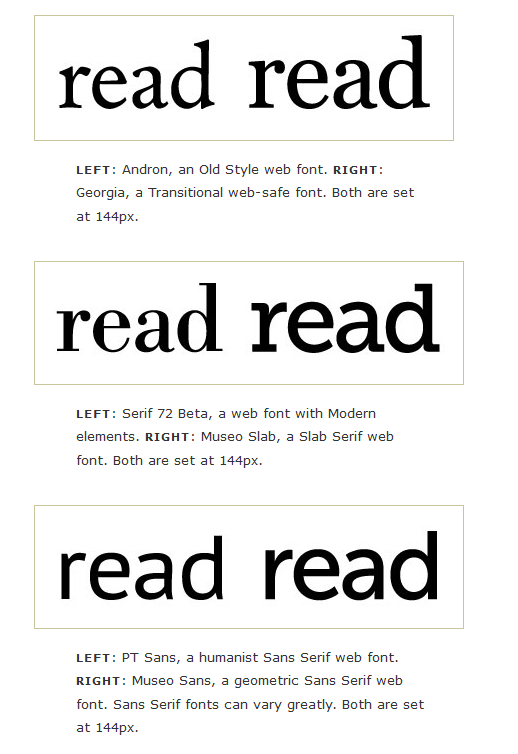 read read
LEFT: Andron, an Old Style web font. RIGHT:
Georgia, a Transitional web-safe font. Both are set
at 144px.
read read
LEFT: Serif 72 Beta, a web font with Modern
elements. RIGHT: Museo Slab, a Slab Serif web
font. Both are set at 144px.
read read
LEFT: PT Sans, a humanist Sans Serif web font.
RIGHT: Museo Sans, a geometric Sans Serif web
font. Sans Serif fonts can vary greatly. Both are set
at 144px.